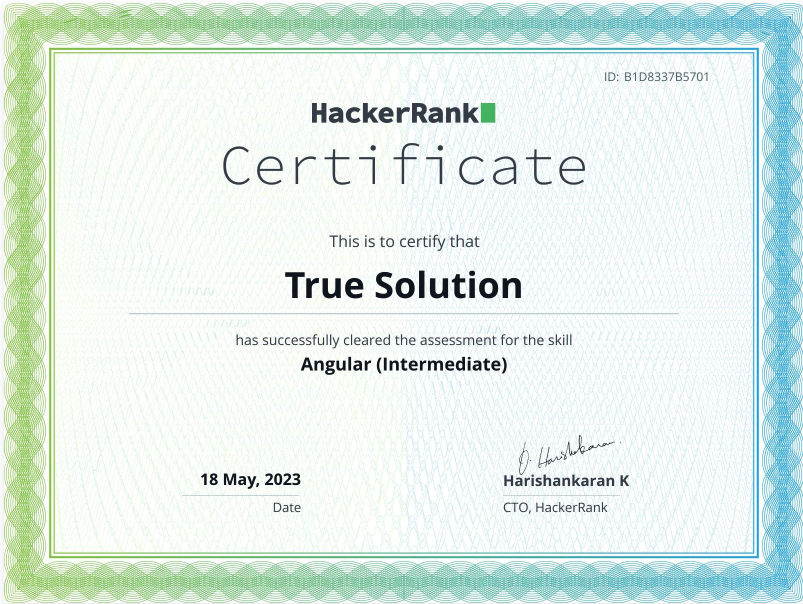 ID: B1D8337B5701
HackerRank
Certificate
This is to certify that
True Solution
has successfully cleared the assessment for the skill
Angular (Intermediate)
18 May, 2023
Date
Harishankaran K
CTO, HackerRank